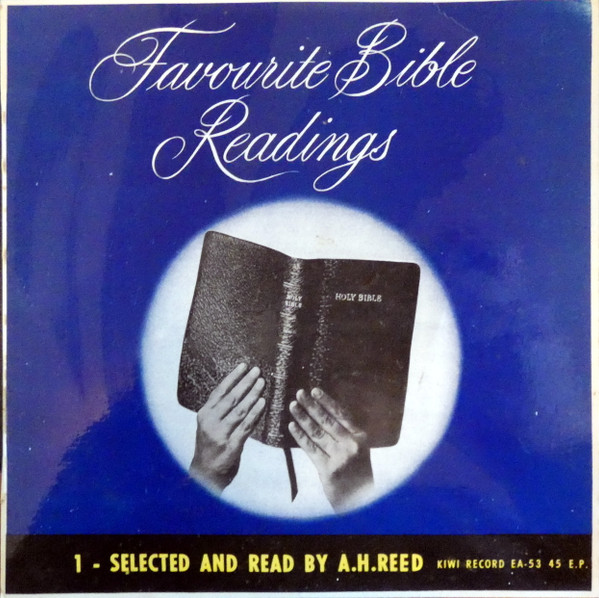 Favourite Bible
Readings
HOLY
BIBLE
HOLY BIBLE
1 - SELECTED AND READ BY A.H.REED KIWI RECORD EA-53 45 E.P.